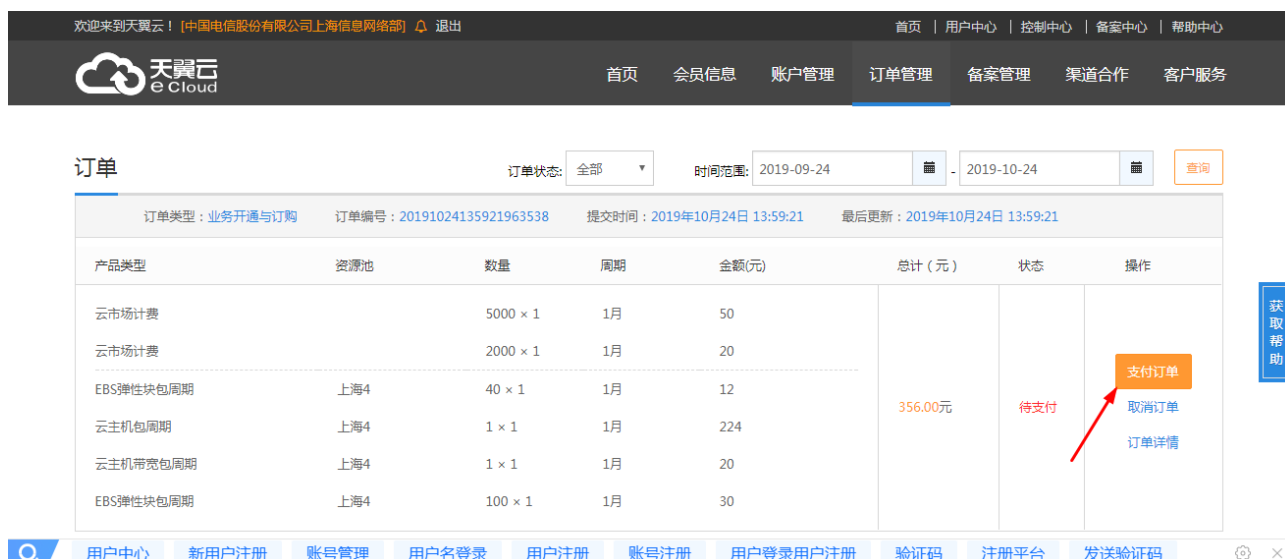 欢迎来到天翼云！[中国电信股份有限公司上海信息网络部] 退出 首页 | 用户中心 | 控制中心 | 备案中心 | 帮助中心
天翼云 e Cloud 首页 会员信息 账户管理 订单管理 备案管理 渠道合作 客户服务
订单 订单状态: 全部 时间范围: 2019-09-24 - 2019-10-24 查询
订单类型：业务开通与订购 订单编号：20191024135921963538 提交时间：2019年10月24日 13:59:21 最后更新：2019年10月24日 13:59:21
产品类型 资源池 数量 周期 金额(元) 总计（元） 状态 操作
云市场计费 5000 × 1 1月 50
云市场计费 2000 × 1 1月 20
支付订单
EBS弹性块包周期 上海4 40 × 1 1月 12
356.00元 待支付 取消订单
云主机包周期 上海4 1 × 1 1月 224
订单详情
云主机带宽包周期 上海4 1 × 1 1月 20
EBS弹性块包周期 上海4 100 × 1 1月 30
获取帮助
用户中心 新用户注册 账号管理 用户名登录 用户注册 账号注册 用户登录用户注册 验证码 注册平台 发送验证码